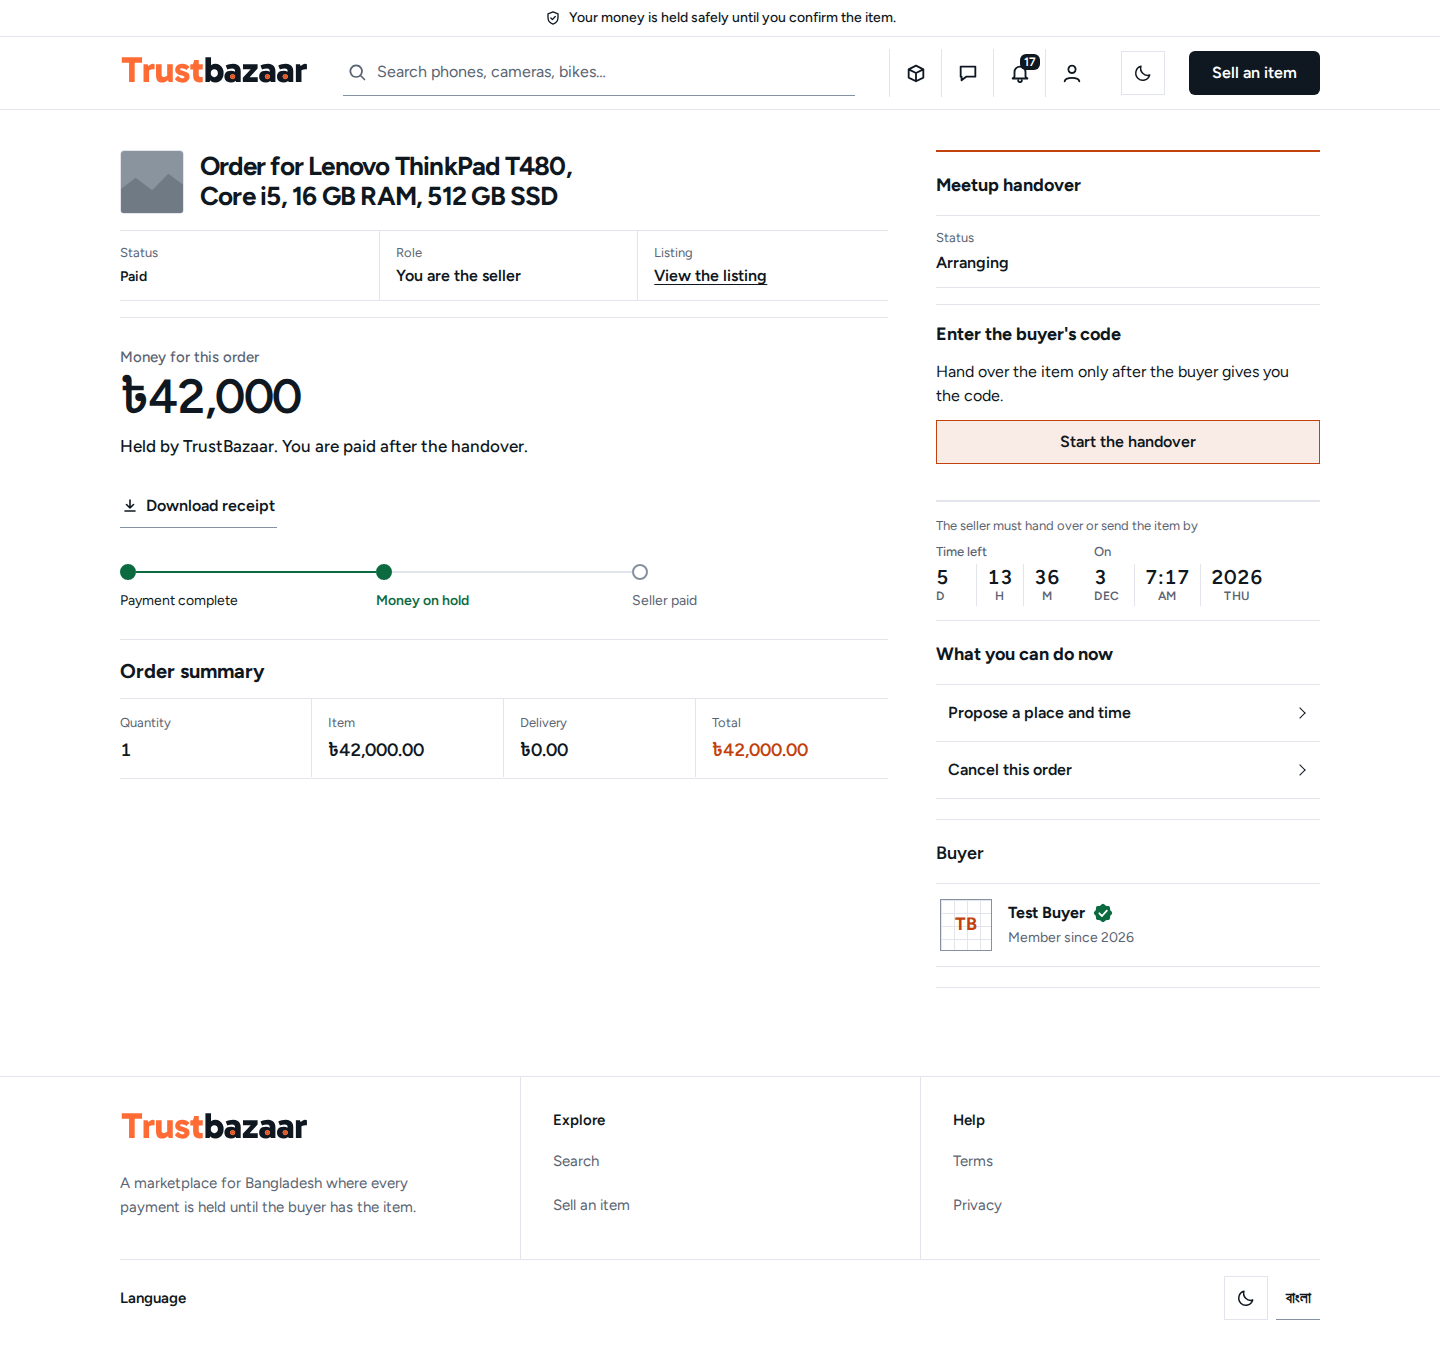 Your money is held safely until you confirm the item.
Trustbazaar
Search phones, cameras, bikes...
17
Sell an item
Order for Lenovo ThinkPad T480,
Core i5, 16 GB RAM, 512 GB SSD
Status
Paid
Role
You are the seller
Listing
View the listing
Money for this order
৳42,000
Held by TrustBazaar. You are paid after the handover.
Download receipt
Payment complete
Money on hold
Seller paid
Order summary
Quantity
1
Item
৳42,000.00
Delivery
৳0.00
Total
৳42,000.00
Meetup handover
Status
Arranging
Enter the buyer's code
Hand over the item only after the buyer gives you
the code.
Start the handover
The seller must hand over or send the item by
Time left
5 13 36
D H M
On
3 7:17 2026
DEC AM THU
What you can do now
Propose a place and time
Cancel this order
Buyer
TB
Test Buyer
Member since 2026
Trustbazaar
A marketplace for Bangladesh where every
payment is held until the buyer has the item.
Explore
Search
Sell an item
Help
Terms
Privacy
Language
বাংলা